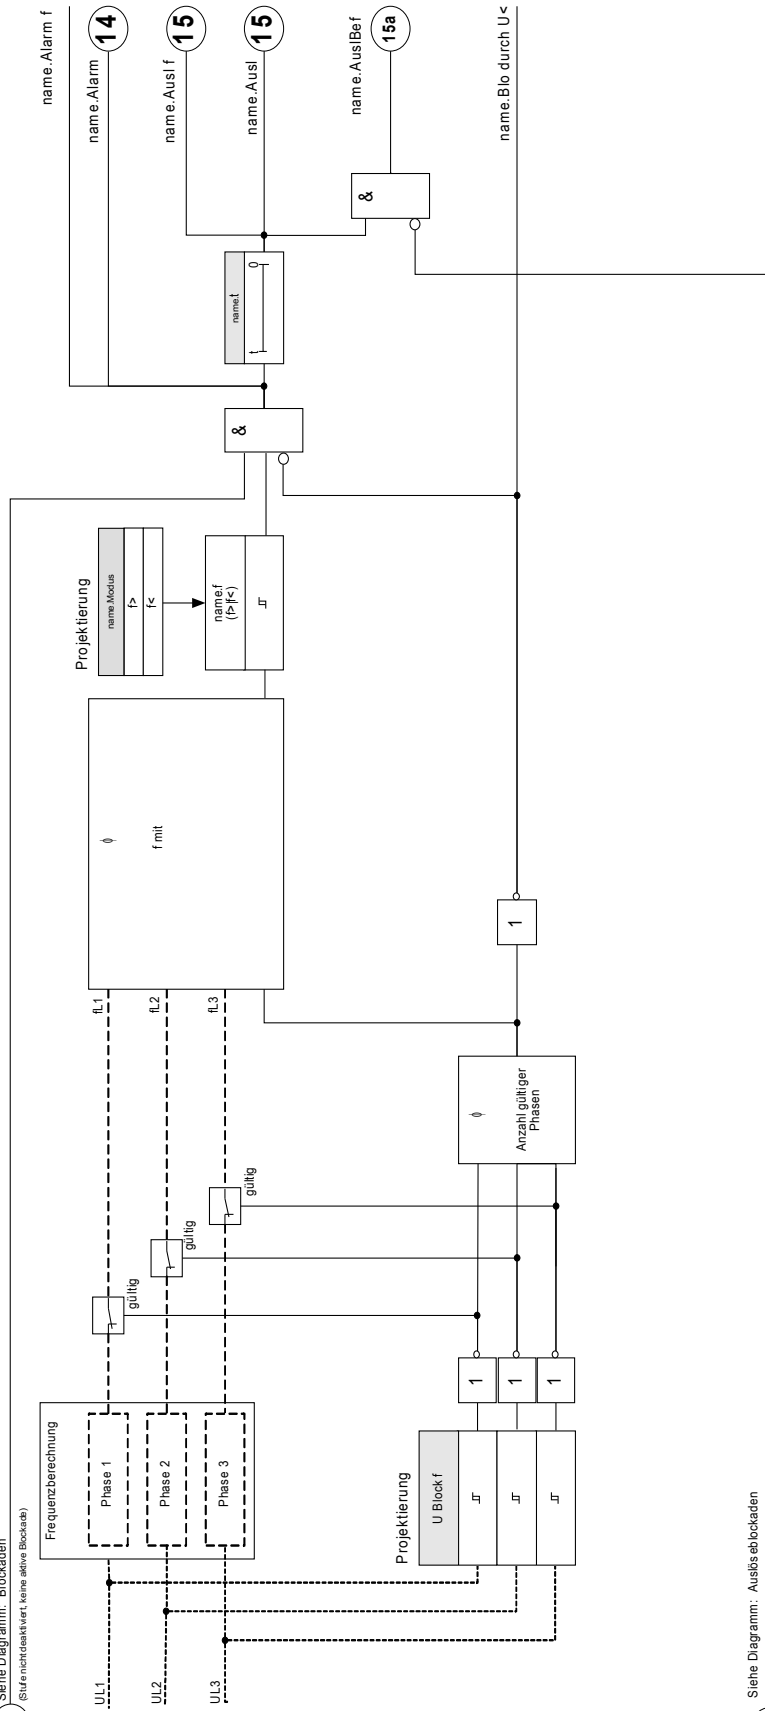 Siehe Diagramm: Blockaden
(Stufe nicht deaktiviert, keine aktive Blockade)
UL1
UL2
UL3
Frequenzberechnung
Phase 1
Phase 2
Phase 3
gültig
gültig
gültig
fL1
fL2
fL3
f mit
Projektierung
name.Modus
f>
f<
name.f
(f>|f<)
&
name.t
t
0
&
name.Alarm f
name.Alarm
14
name.Ausl f
15
name.Ausl
15
name.AuslBef
15a
name.Blo durch U<
Projektierung
U Block f
1
1
1
Anzahl gültiger
Phasen
1
Siehe Diagramm: Auslöseblockaden